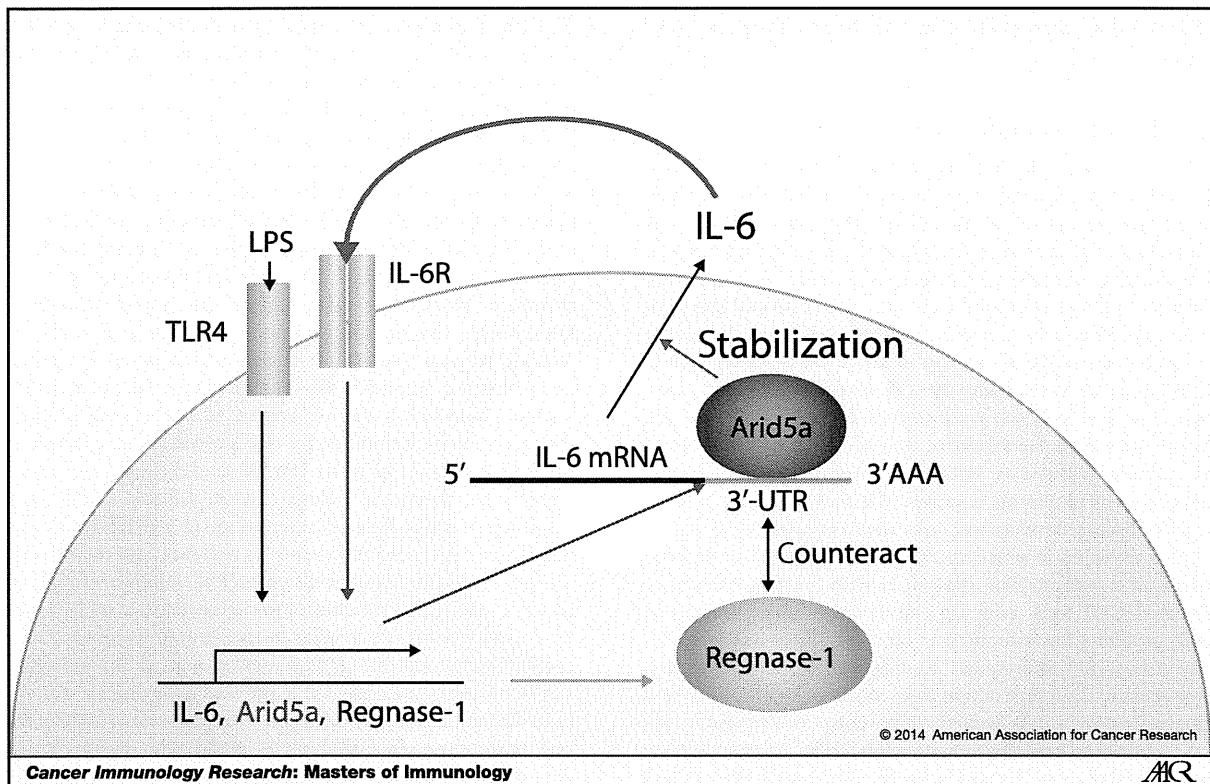 IL-6
LPS
IL-6R
TLR4
Stabilization
Arid5a
IL-6 mRNA
5′
3′AAA
3′-UTR
Counteract
Regnase-1
IL-6, Arid5a, Regnase-1
© 2014 American Association for Cancer Research
Cancer Immunology Research: Masters of Immunology
AACR